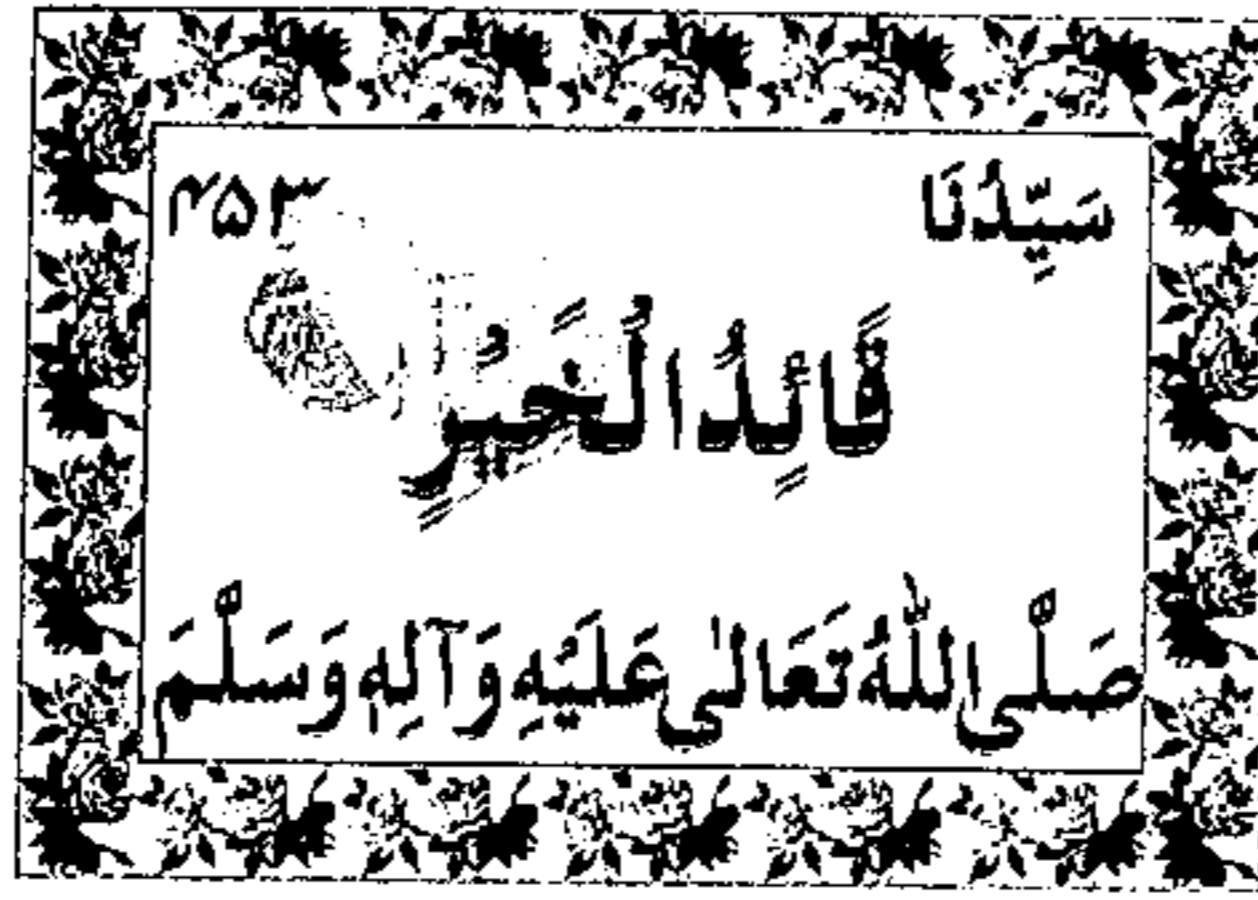 سَيِّدُنَا ۴۵۳
قَائِدُ الْخَيْرِ
صَلَّى اللّٰهُ تَعَالٰى عَلَيْهِ وَآلِهٖ وَسَلَّمَ